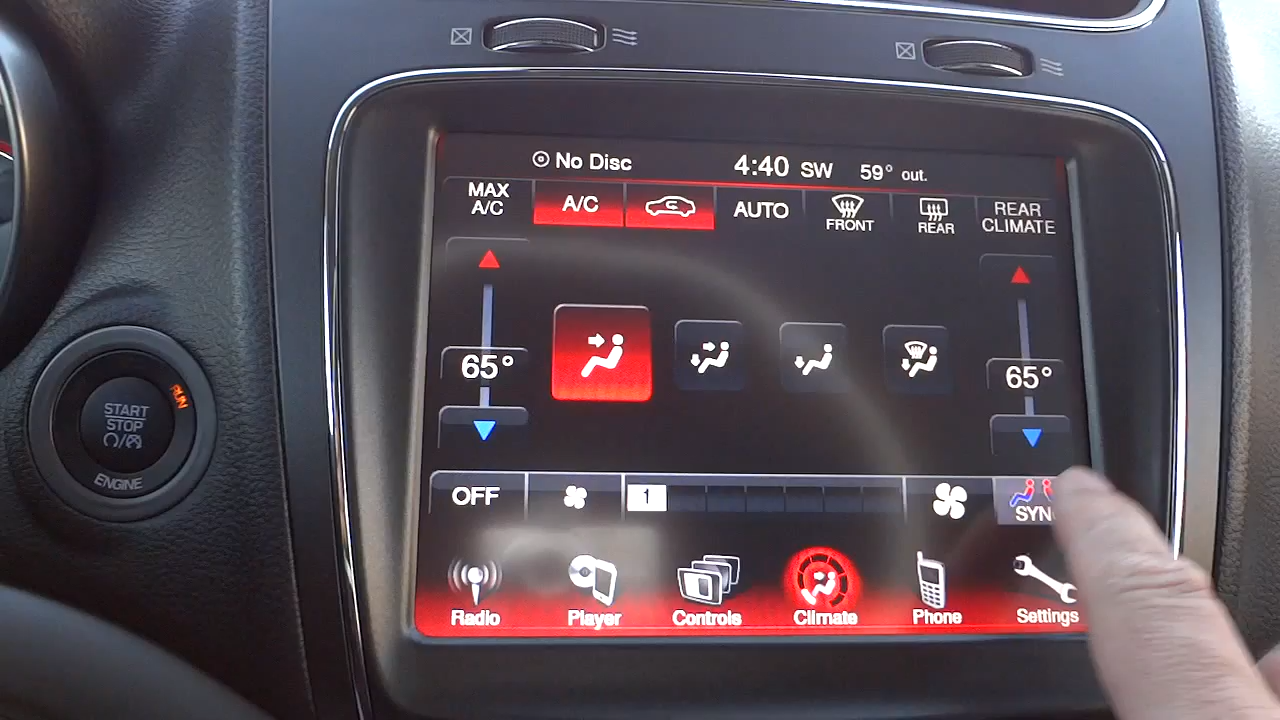 No Disc 4:40 SW 59° out.
MAX
A/C
A/C
AUTO
FRONT
REAR
REAR
CLIMATE
65°
65°
START
STOP
ENGINE
RUN
OFF
1
SYN
Radio
Player
Controls
Climate
Phone
Settings